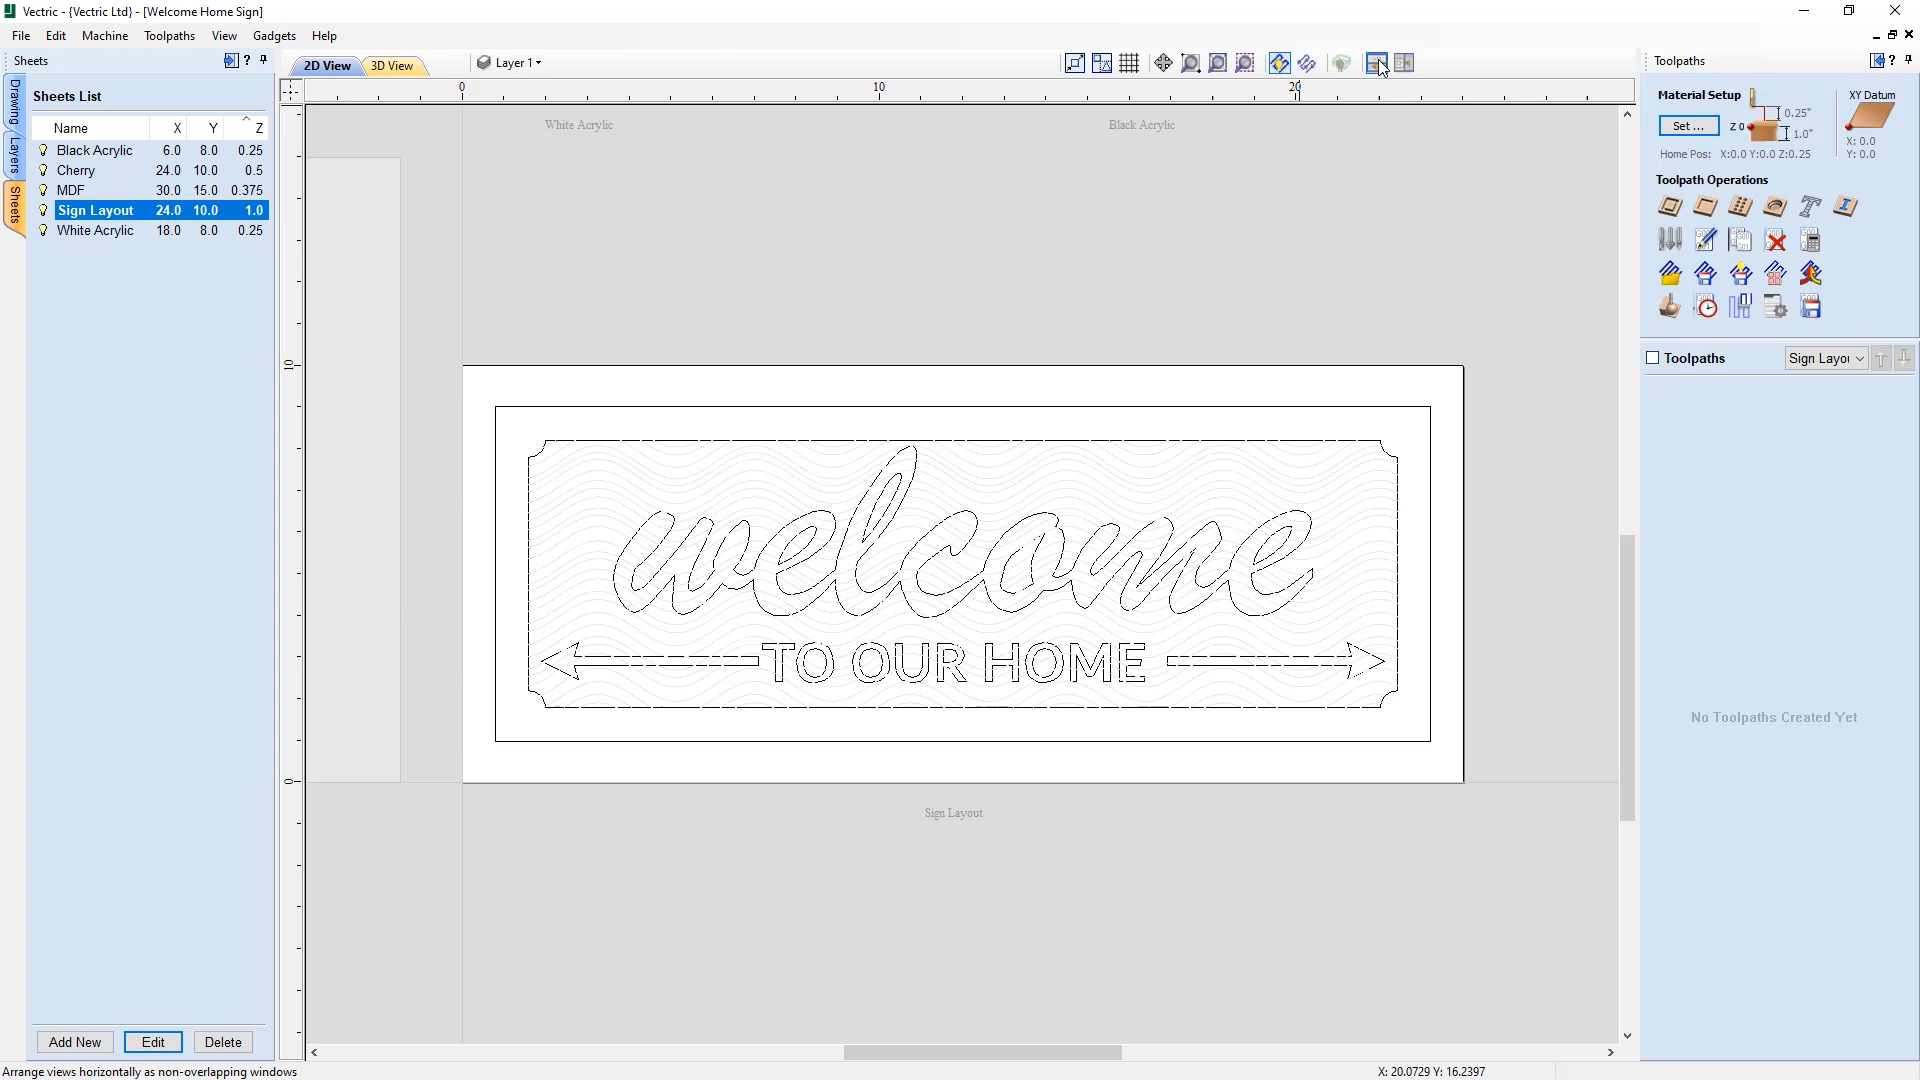 Vectric - {Vectric Ltd} - [Welcome Home Sign]
File Edit Machine Toolpaths View Gadgets Help
Sheets
Drawing
Layers
Sheets
Sheets List
Name X Y Z
Black Acrylic 6.0 8.0 0.25
Cherry 24.0 10.0 0.5
MDF 30.0 15.0 0.375
Sign Layout 24.0 10.0 1.0
White Acrylic 18.0 8.0 0.25
Add New Edit Delete
2D View 3D View Layer 1
0 10 20
10
0
White Acrylic Black Acrylic
welcome
TO OUR HOME
Sign Layout
Toolpaths
Material Setup
Set ...
Z 0
0.25"
1.0"
XY Datum
X: 0.0
Y: 0.0
Home Pos: X:0.0 Y:0.0 Z:0.25
Toolpath Operations
Toolpaths Sign Layou
No Toolpaths Created Yet
Arrange views horizontally as non-overlapping windows
X: 20.0729 Y: 16.2397